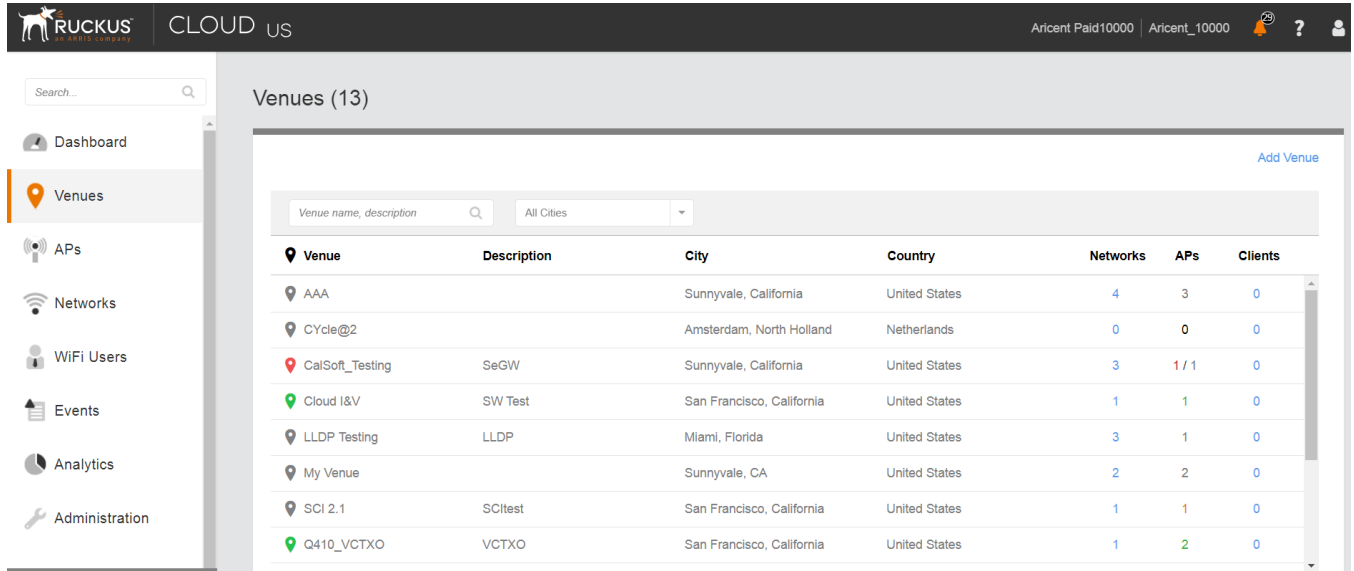 RUCKUS™
an ARRIS company
CLOUD US
Aricent Paid10000 | Aricent_10000 29 ?
Search...
Dashboard
Venues
APs
Networks
WiFi Users
Events
Analytics
Administration
Venues (13)
Add Venue
Venue name, description All Cities
Venue Description City Country Networks APs Clients
AAA Sunnyvale, California United States 4 3 0
CYcle@2 Amsterdam, North Holland Netherlands 0 0 0
CalSoft_Testing SeGW Sunnyvale, California United States 3 1 / 1 0
Cloud I&V SW Test San Francisco, California United States 1 1 0
LLDP Testing LLDP Miami, Florida United States 3 1 0
My Venue Sunnyvale, CA United States 2 2 0
SCI 2.1 SCItest San Francisco, California United States 1 1 0
Q410_VCTXO VCTXO San Francisco, California United States 1 2 0